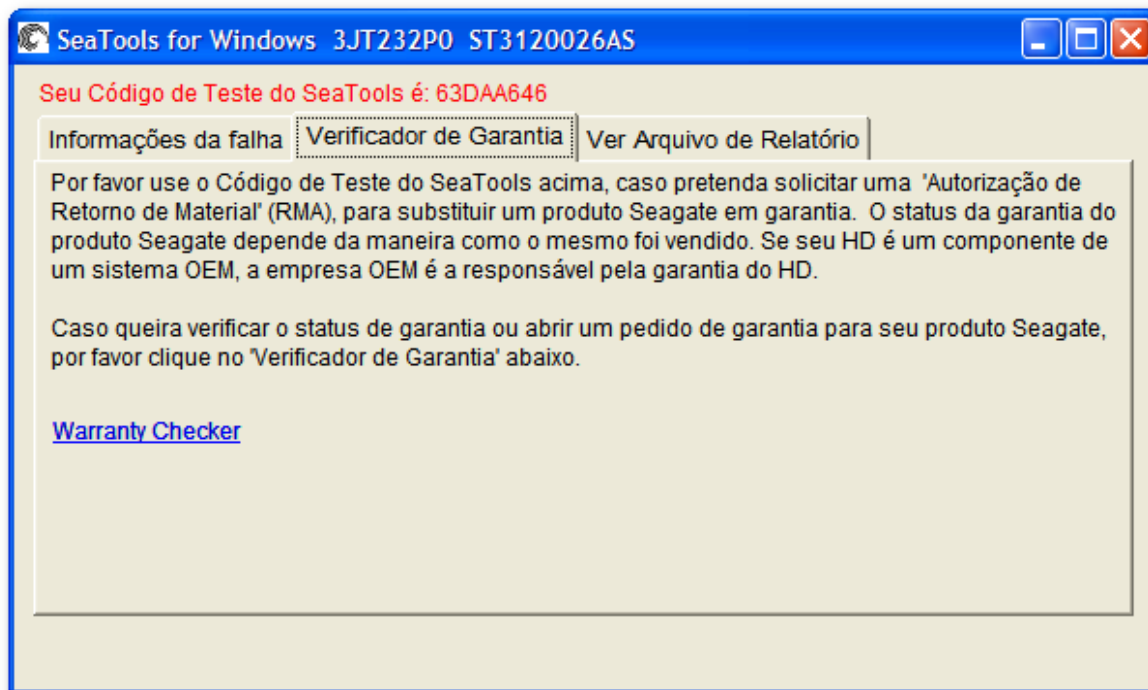 SeaTools for Windows 3JT232P0 ST3120026AS
Seu Código de Teste do SeaTools é: 63DAA646
Informações da falha Verificador de Garantia Ver Arquivo de Relatório
Por favor use o Código de Teste do SeaTools acima, caso pretenda solicitar uma 'Autorização de
Retorno de Material' (RMA), para substituir um produto Seagate em garantia. O status da garantia do
produto Seagate depende da maneira como o mesmo foi vendido. Se seu HD é um componente de
um sistema OEM, a empresa OEM é a responsável pela garantia do HD.
Caso queira verificar o status de garantia ou abrir um pedido de garantia para seu produto Seagate,
por favor clique no 'Verificador de Garantia' abaixo.
Warranty Checker